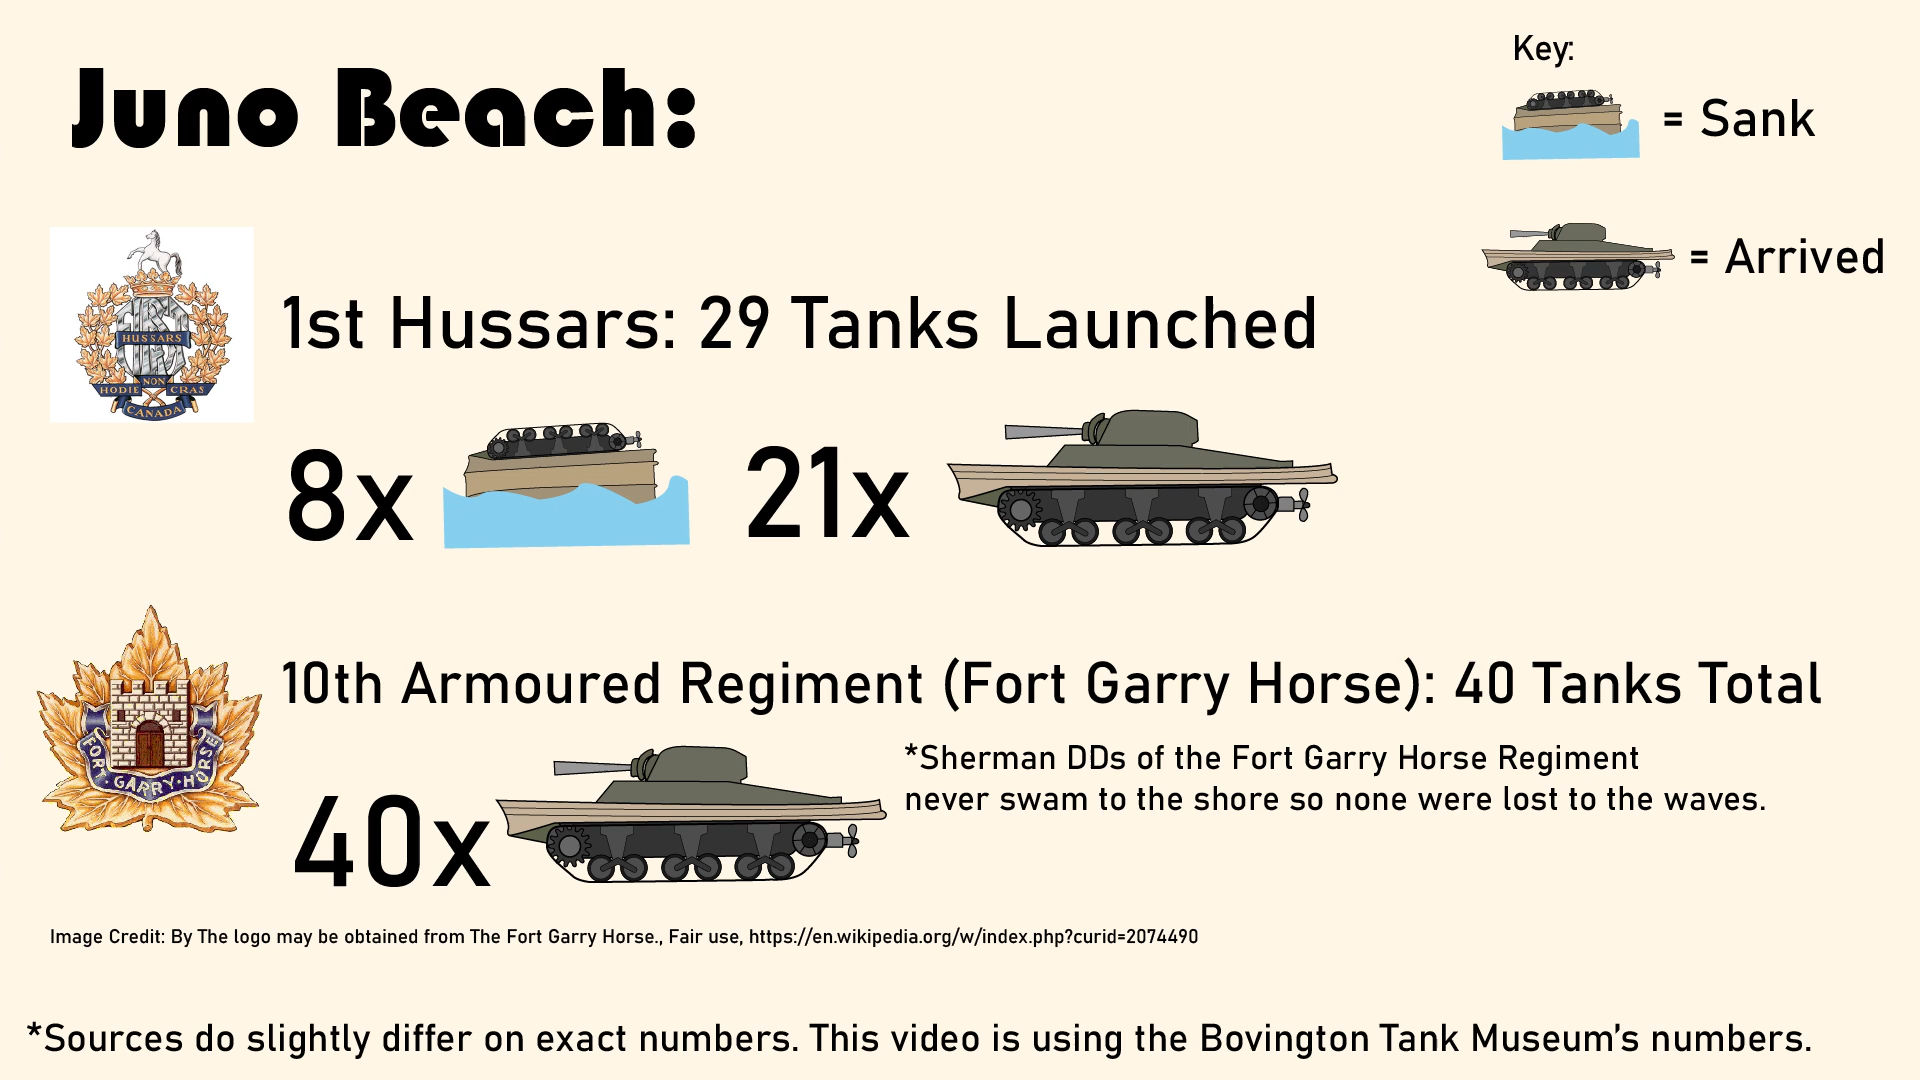 Juno Beach:
Key:
= Sank
= Arrived
HUSSARS
NON
HODIE CRAS
CANADA
1st Hussars: 29 Tanks Launched
8x
21x
FORT·GARRY·HORSE
10th Armoured Regiment (Fort Garry Horse): 40 Tanks Total
40x
*Sherman DDs of the Fort Garry Horse Regiment
never swam to the shore so none were lost to the waves.
Image Credit: By The logo may be obtained from The Fort Garry Horse., Fair use, https://en.wikipedia.org/w/index.php?curid=2074490
*Sources do slightly differ on exact numbers. This video is using the Bovington Tank Museum’s numbers.